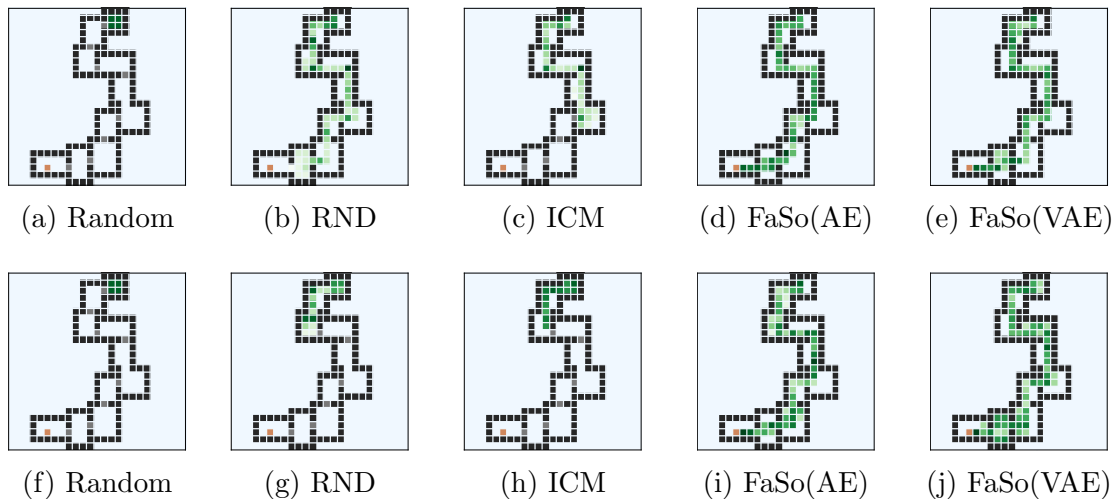 (a) Random (b) RND (c) ICM (d) FaSo(AE) (e) FaSo(VAE)
(f) Random (g) RND (h) ICM (i) FaSo(AE) (j) FaSo(VAE)